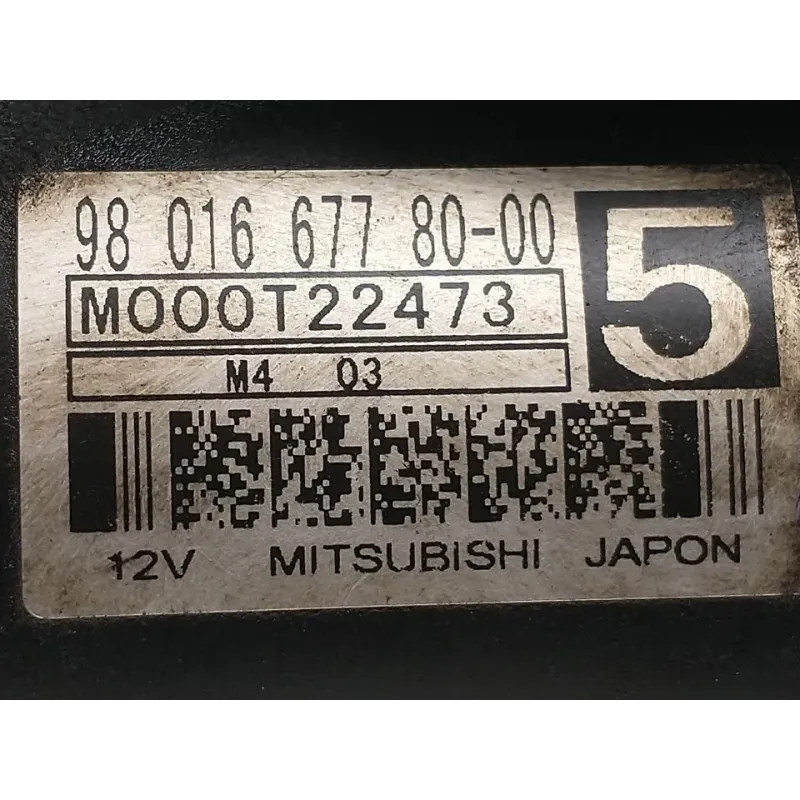 98 016 677 80-00
5
M000T22473
M4 03
12V MITSUBISHI JAPON